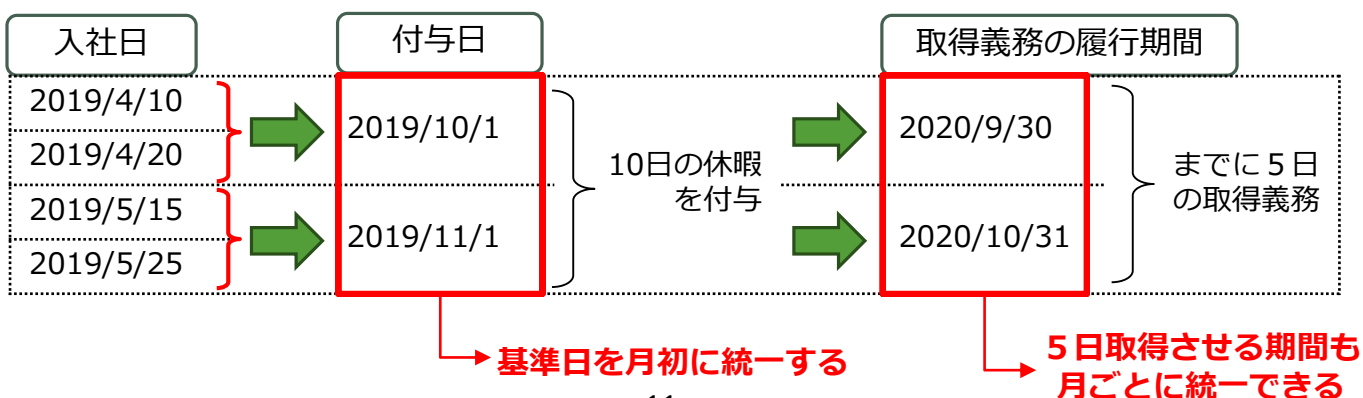 入社日
付与日
取得義務の履行期間
2019/4/10
2019/4/20
2019/5/15
2019/5/25
2019/10/1
2019/11/1
10日の休暇
を付与
2020/9/30
2020/10/31
までに５日
の取得義務
基準日を月初に統一する
５日取得させる期間も
月ごとに統一できる